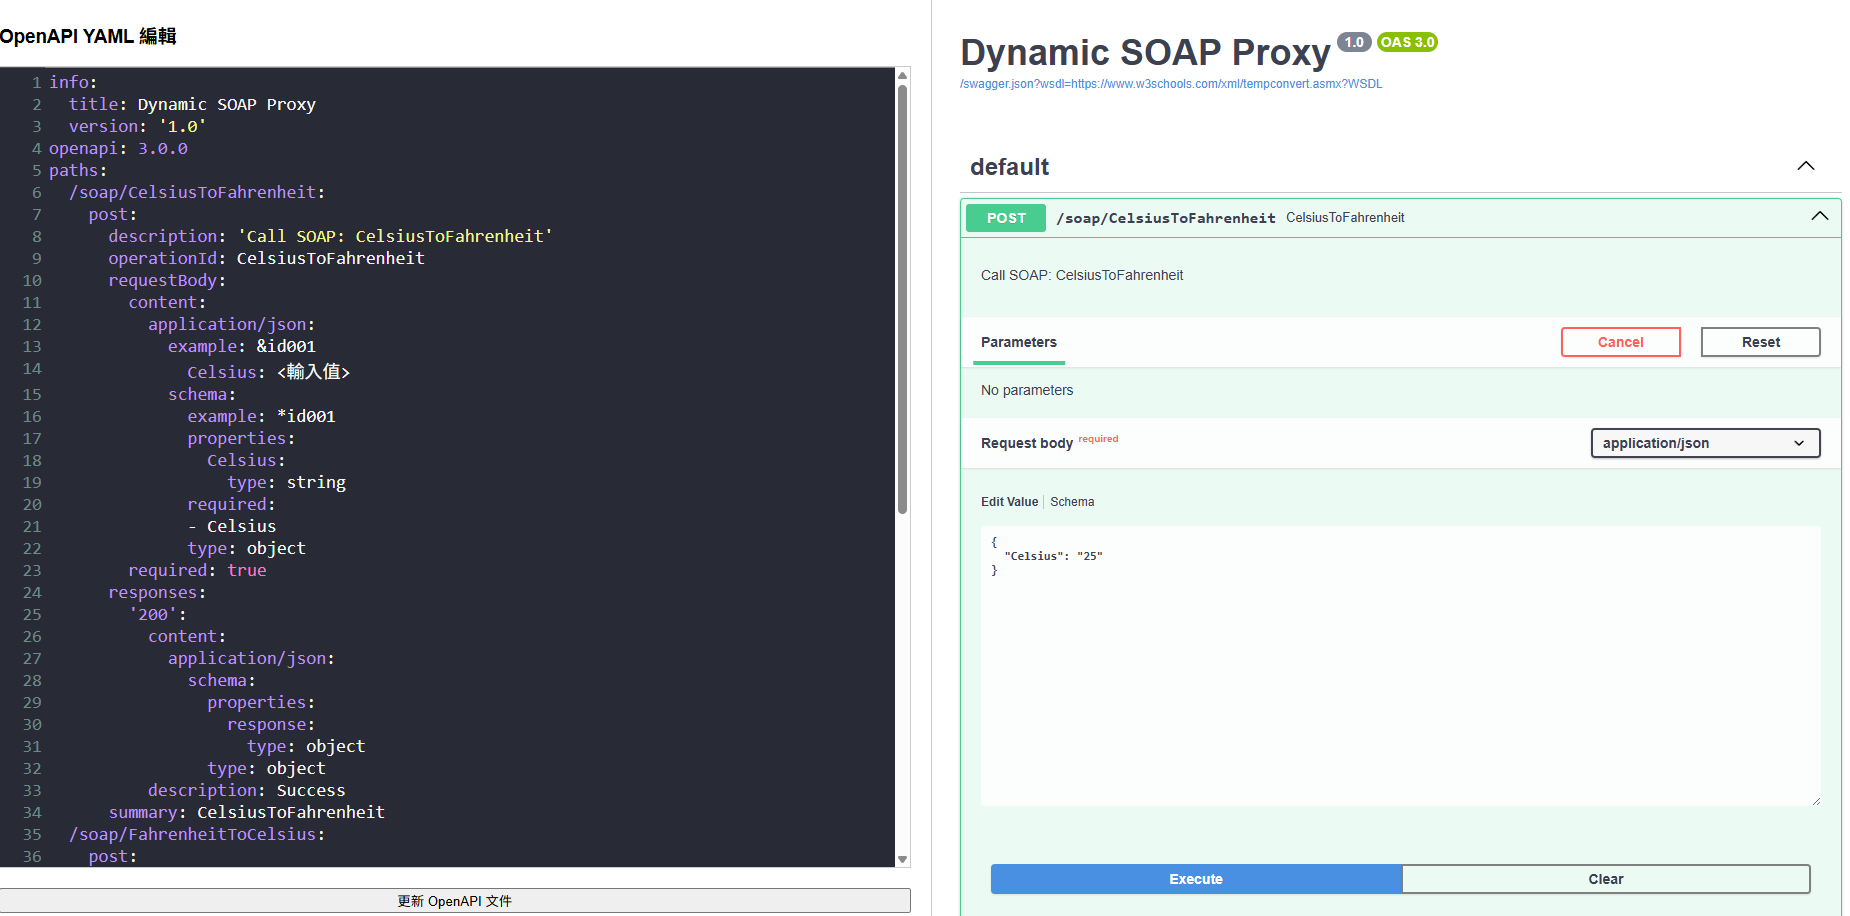 OpenAPI YAML 編輯
1 info:
2   title: Dynamic SOAP Proxy
3   version: '1.0'
4 openapi: 3.0.0
5 paths:
6   /soap/CelsiusToFahrenheit:
7     post:
8       description: 'Call SOAP: CelsiusToFahrenheit'
9       operationId: CelsiusToFahrenheit
10       requestBody:
11         content:
12           application/json:
13             example: &id001
14               Celsius: <輸入值>
15             schema:
16               example: *id001
17               properties:
18                 Celsius:
19                   type: string
20               required:
21               - Celsius
22               type: object
23         required: true
24       responses:
25         '200':
26           content:
27             application/json:
28               schema:
29                 properties:
30                   response:
31                     type: object
32                 type: object
33           description: Success
34       summary: CelsiusToFahrenheit
35   /soap/FahrenheitToCelsius:
36     post:
更新 OpenAPI 文件
Dynamic SOAP Proxy 1.0 OAS 3.0
/swagger.json?wsdl=https://www.w3schools.com/xml/tempconvert.asmx?WSDL
default
POST /soap/CelsiusToFahrenheit CelsiusToFahrenheit
Call SOAP: CelsiusToFahrenheit
Parameters Cancel Reset
No parameters
Request body required application/json
Edit Value | Schema
{
  "Celsius": "25"
}
Execute Clear